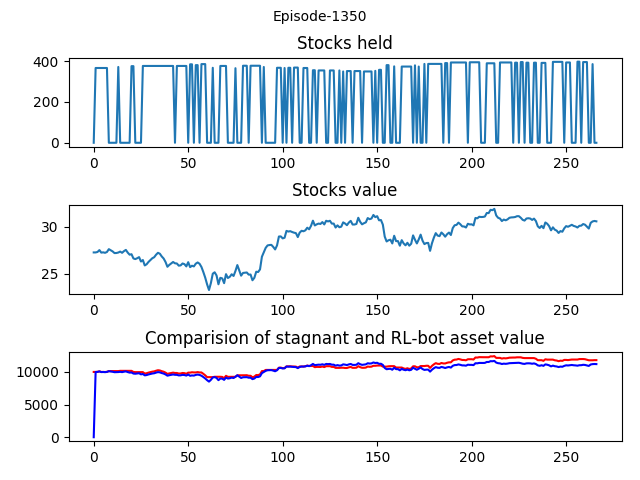 Episode-1350
Stocks held
400
200
0
0 50 100 150 200 250
Stocks value
30
25
0 50 100 150 200 250
Comparision of stagnant and RL-bot asset value
10000
5000
0
0 50 100 150 200 250